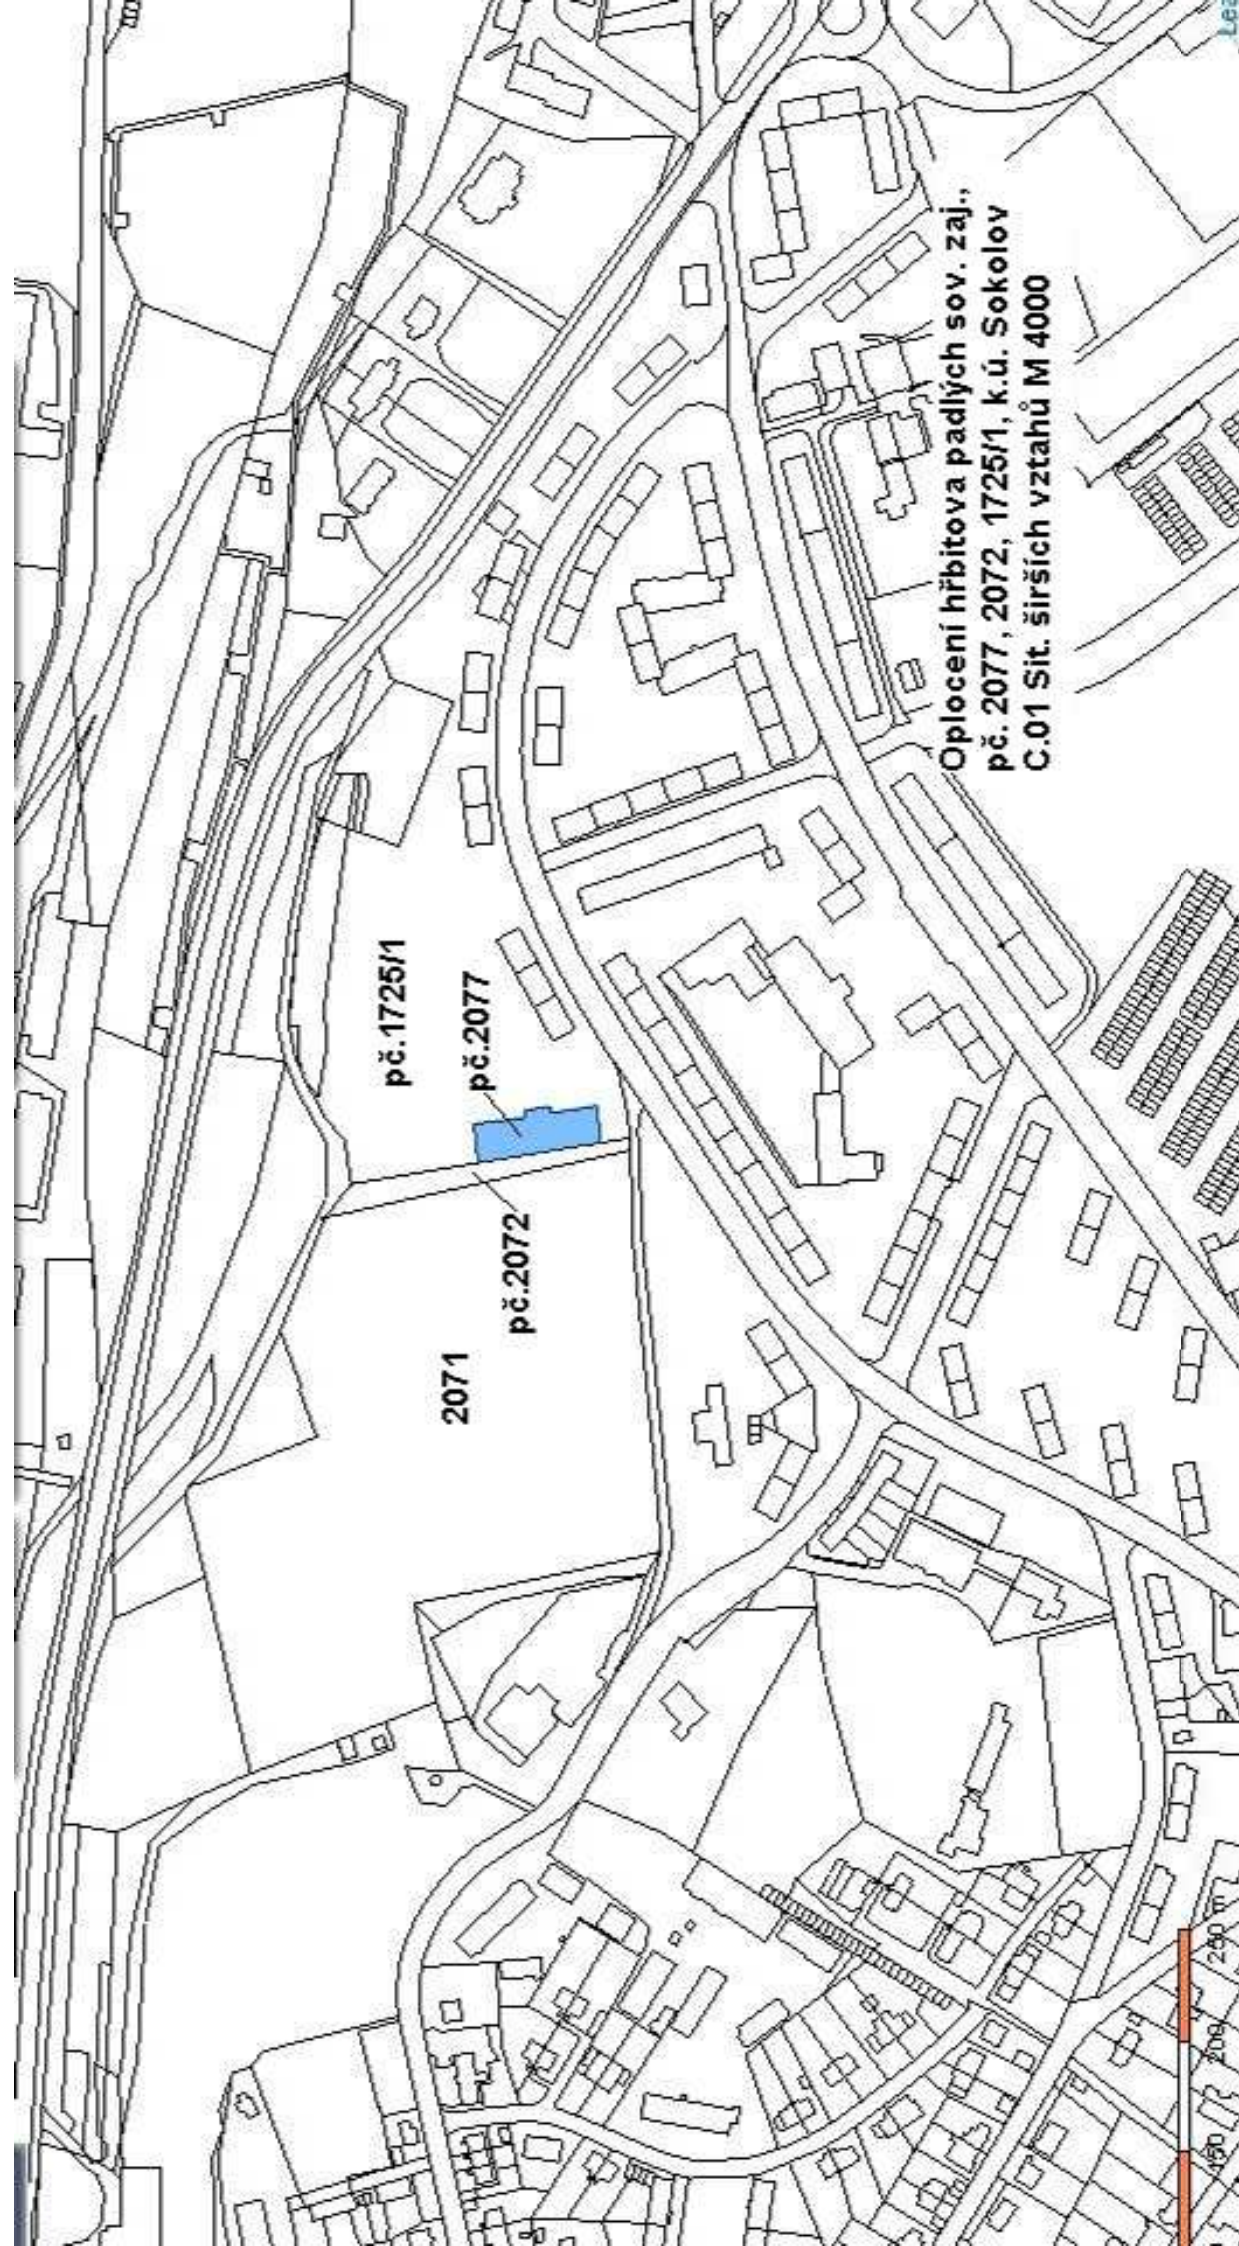 Oplocení hřbitova padlých sov. zaj.,
pč. 2077, 2072, 1725/1, k.ú. Sokolov
C.01 Sit. širších vztahů M 4000
pč.1725/1
pč.2077
pč.2072
2071
150
200
250 m
Lea